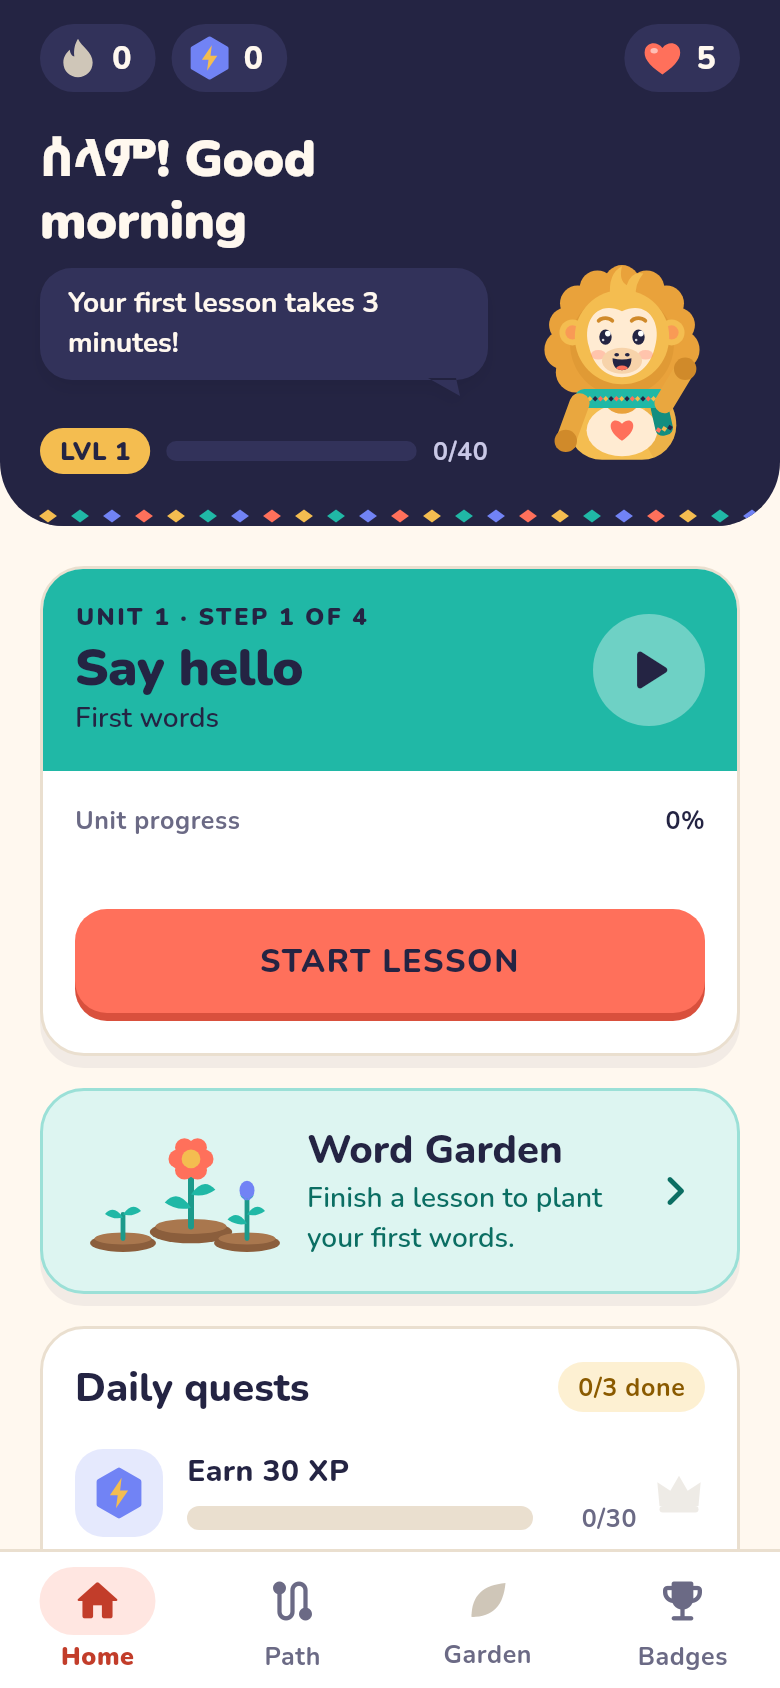 0
0
5
ሰላም! Good
morning
Your first lesson takes 3
minutes!
LVL 1
0/40
UNIT 1 · STEP 1 OF 4
Say hello
First words
Unit progress
0%
START LESSON
Word Garden
Finish a lesson to plant
your first words.
Daily quests
0/3 done
Earn 30 XP
0/30
Home
Path
Garden
Badges